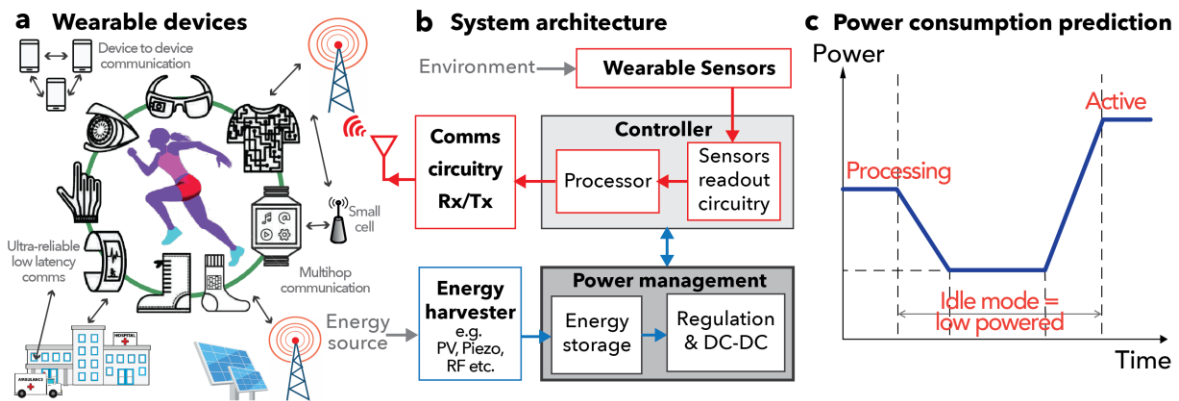 a Wearable devices
Device to device
communication
Small
cell
Ultra-reliable
low latency
comms
Multihop
communication
HOSPITAL
AMBULANCE
b System architecture
Environment
Wearable Sensors
Comms
circuitry
Rx/Tx
Controller
Processor
Sensors
readout
circuitry
Energy
source
Energy
harvester
e.g.
PV, Piezo,
RF etc.
Power management
Energy
storage
Regulation
& DC-DC
c Power consumption prediction
Power
Active
Processing
Idle mode =
low powered
Time